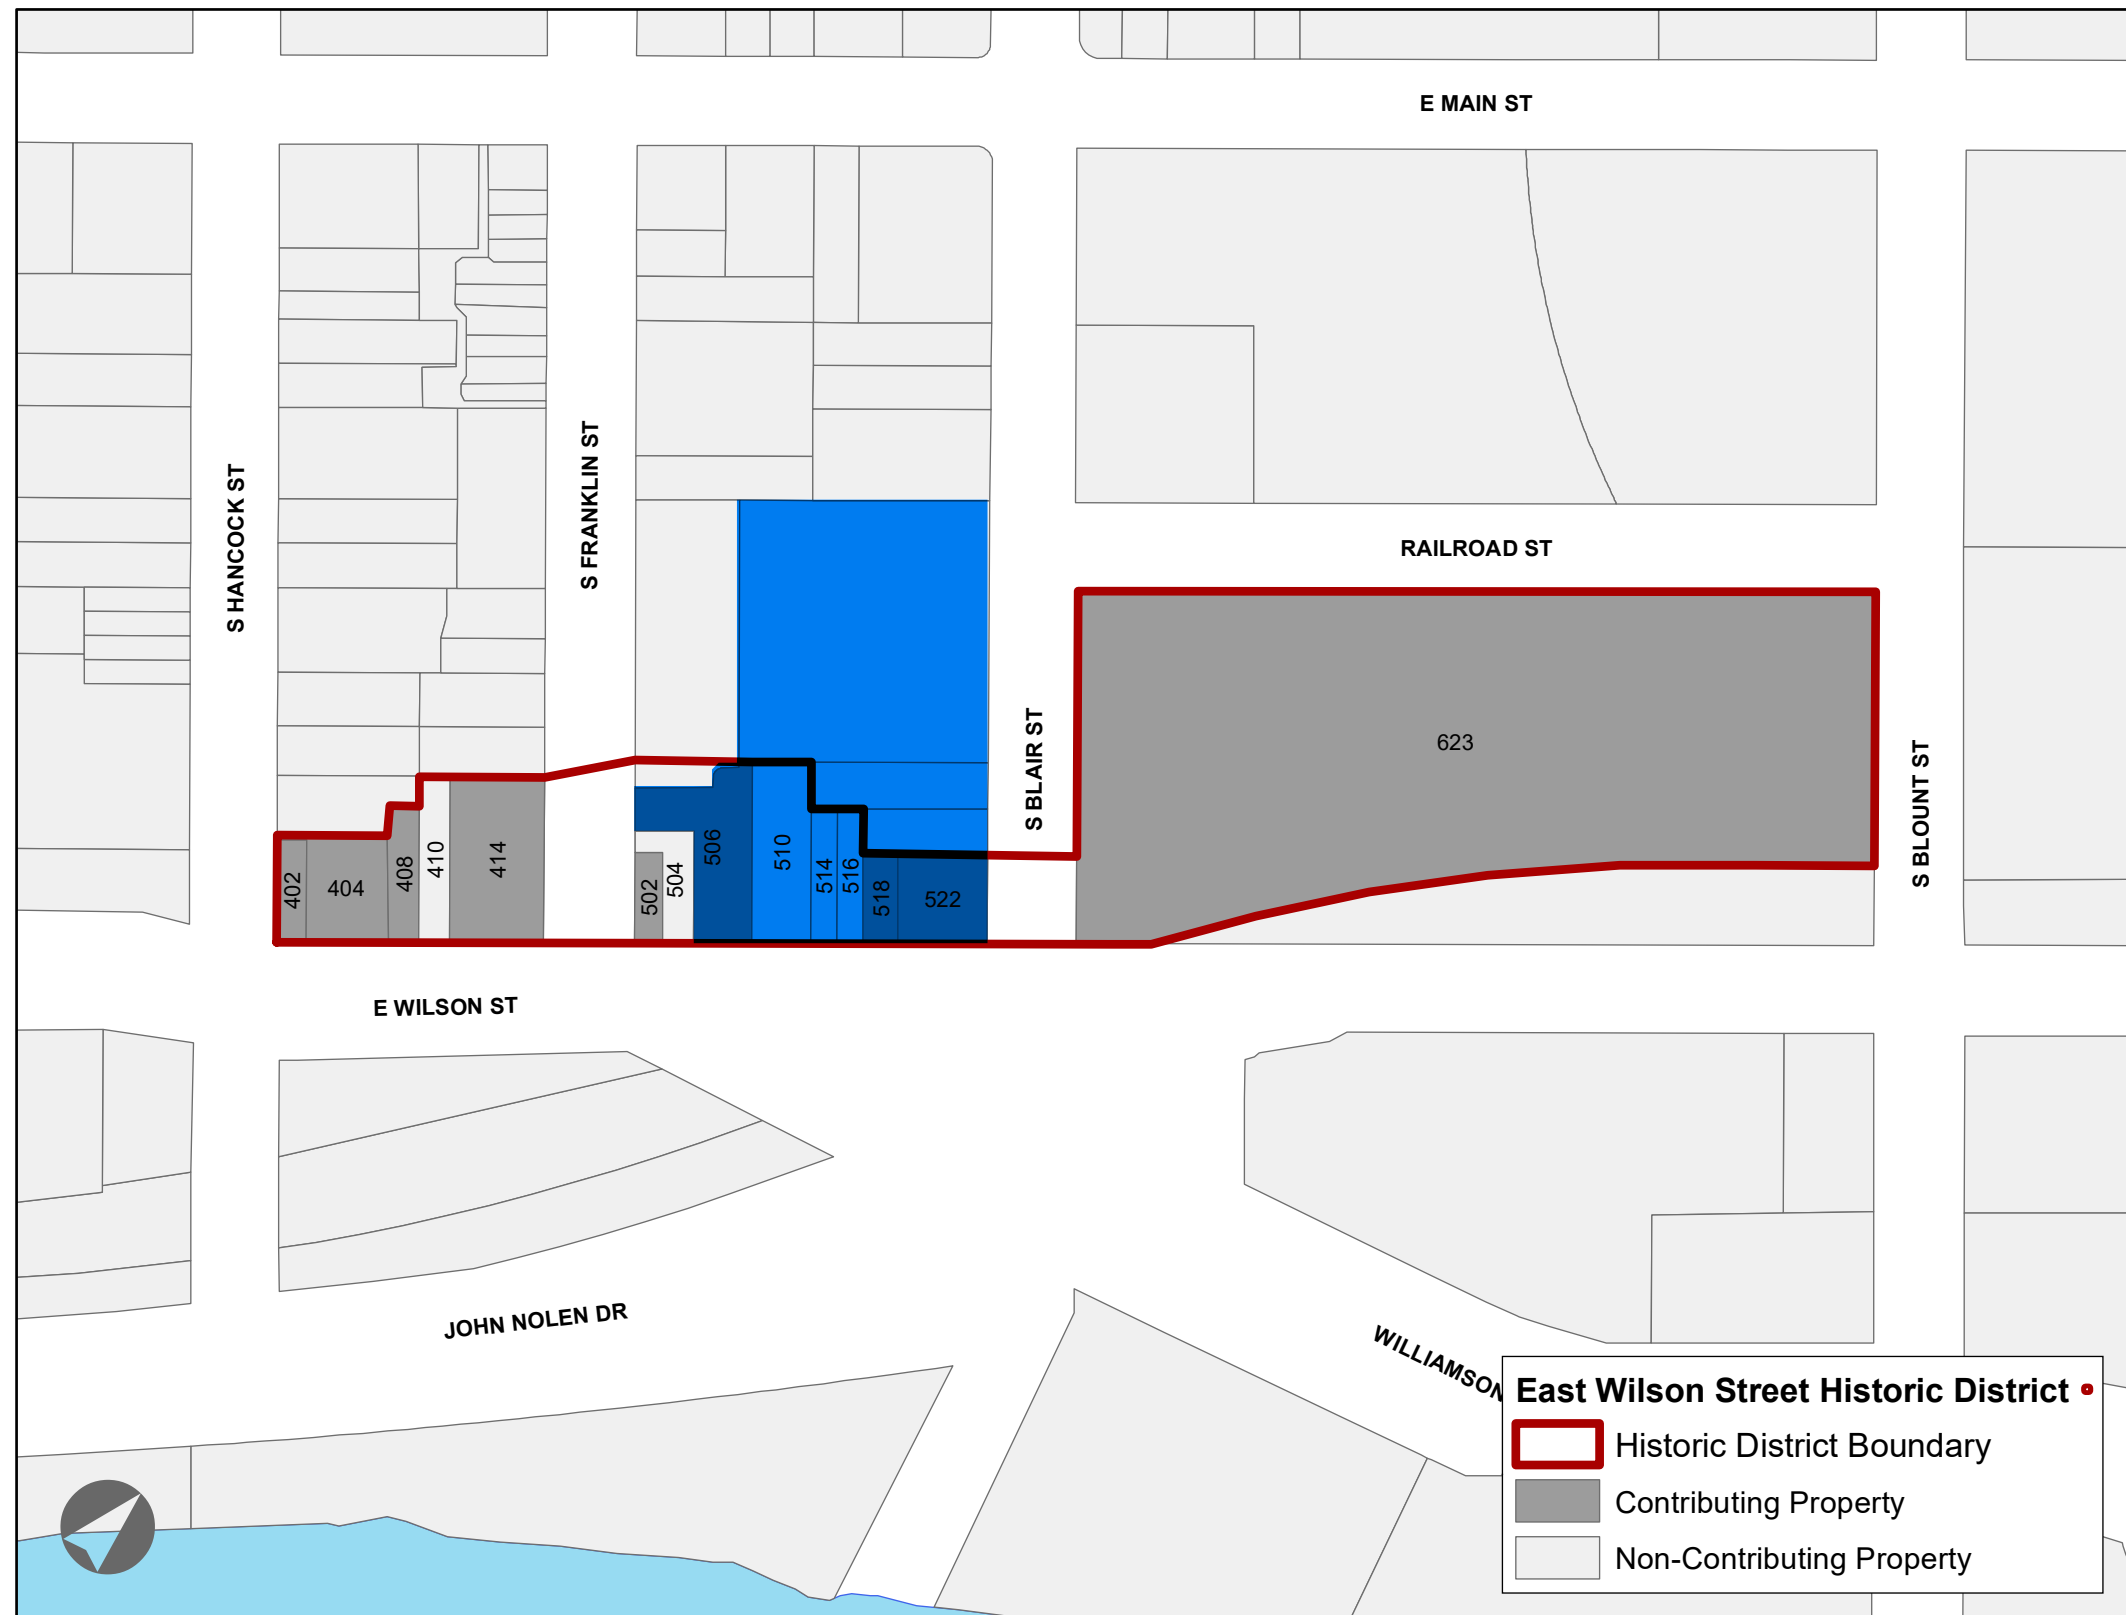 E MAIN ST
S HANCOCK ST
S FRANKLIN ST
RAILROAD ST
S BLAIR ST
623
S BLOUNT ST
402
404
408
410
414
502
504
506
510
514
516
518
522
E WILSON ST
JOHN NOLEN DR
WILLIAMSON
East Wilson Street Historic District
Historic District Boundary
Contributing Property
Non-Contributing Property